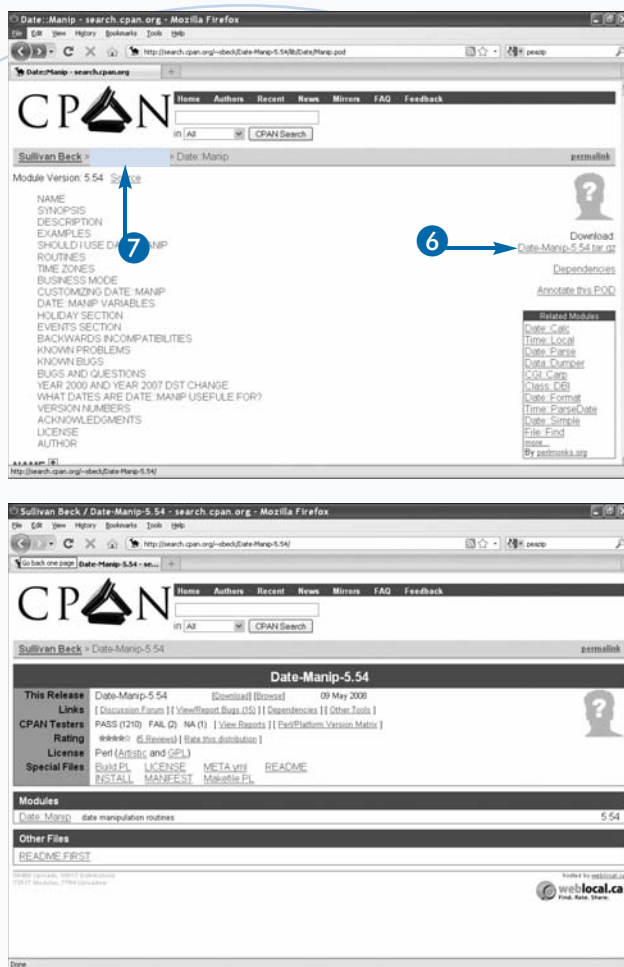 Date::Manip - search.cpan.org - Mozilla Firefox
File Edit View History Bookmarks Tools Help
http://search.cpan.org/~sbeck/Date-Manip-5.54/lib/Date/Manip.pod
peazip
Date::Manip - search.cpan.org
CPAN
Home Authors Recent News Mirrors FAQ Feedback
in All CPAN Search
Sullivan Beck > > Date::Manip
permalink
Module Version: 5.54 Source
NAME
SYNOPSIS
DESCRIPTION
EXAMPLES
SHOULD I USE DATE::MANIP
ROUTINES
TIME ZONES
BUSINESS MODE
CUSTOMIZING DATE::MANIP
DATE::MANIP VARIABLES
HOLIDAY SECTION
EVENTS SECTION
BACKWARDS INCOMPATIBILITIES
KNOWN PROBLEMS
KNOWN BUGS
BUGS AND QUESTIONS
YEAR 2000 AND YEAR 2007 DST CHANGE
WHAT DATES ARE DATE::MANIP USEFULE FOR?
VERSION NUMBERS
ACKNOWLEDGMENTS
LICENSE
AUTHOR
NAME
7
6
Download:
Date-Manip-5.54.tar.gz
Dependencies
Annotate this POD
Related Modules
Date::Calc
Time::Local
Date::Parse
Data::Dumper
CGI::Carp
Class::DBI
Date::Format
Time::ParseDate
Date::Simple
File::Find
more...
By perlmonks.org
http://search.cpan.org/~sbeck/Date-Manip-5.54/
Sullivan Beck / Date-Manip-5.54 - search.cpan.org - Mozilla Firefox
File Edit View History Bookmarks Tools Help
http://search.cpan.org/~sbeck/Date-Manip-5.54/
peazip
Go back one page Date-Manip-5.54 - se...
CPAN
Home Authors Recent News Mirrors FAQ Feedback
in All CPAN Search
Sullivan Beck > Date-Manip-5.54
permalink
Date-Manip-5.54
This Release Date-Manip-5.54 [Download] [Browse] 09 May 2008
Links [ Discussion Forum ] [ View/Report Bugs (15) ] [ Dependencies ] [ Other Tools ]
CPAN Testers PASS (1210) FAIL (2) NA (1) [ View Reports ] [ Perl/Platform Version Matrix ]
Rating (5 Reviews) [ Rate this distribution ]
License Perl (Artistic and GPL)
Special Files Build.PL LICENSE META.yml README
INSTALL MANIFEST Makefile.PL
Modules
Date::Manip date manipulation routines 5.54
Other Files
README.FIRST
hosted by weblocal.ca
weblocal.ca
Find. Rate. Share.
Done